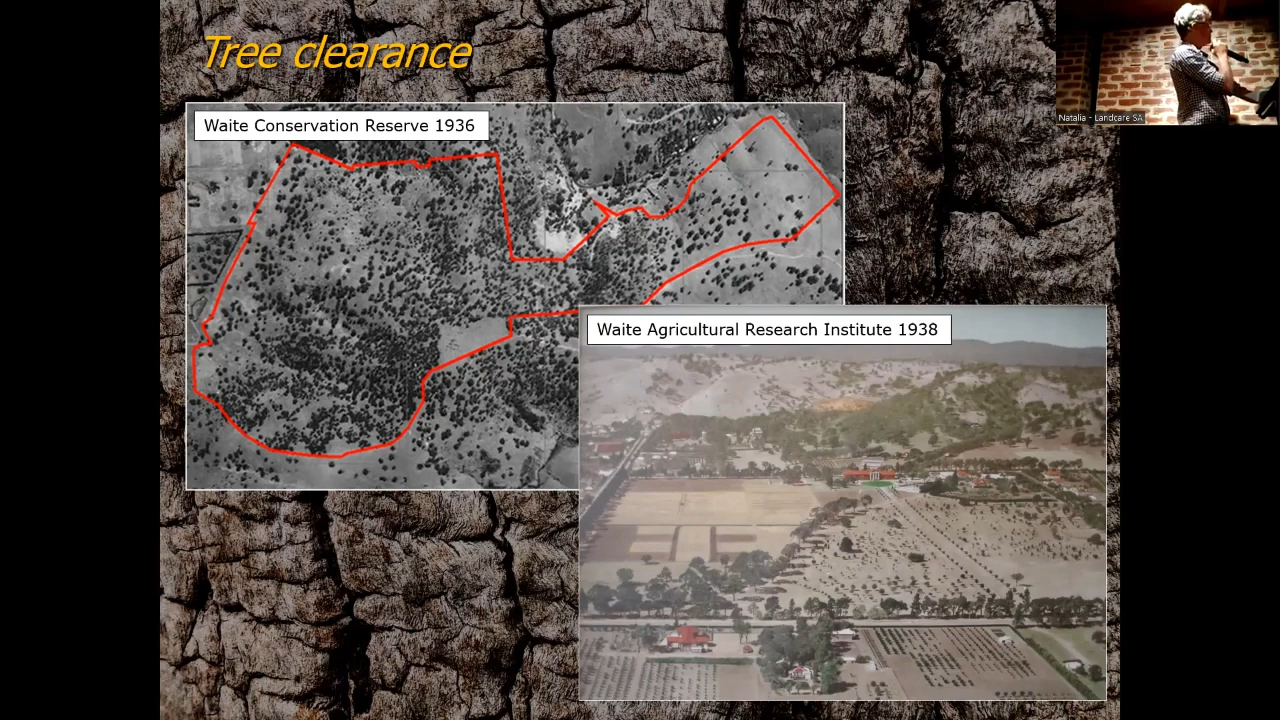 Tree clearance
Waite Conservation Reserve 1936
Waite Agricultural Research Institute 1938
Natalia - Landcare SA